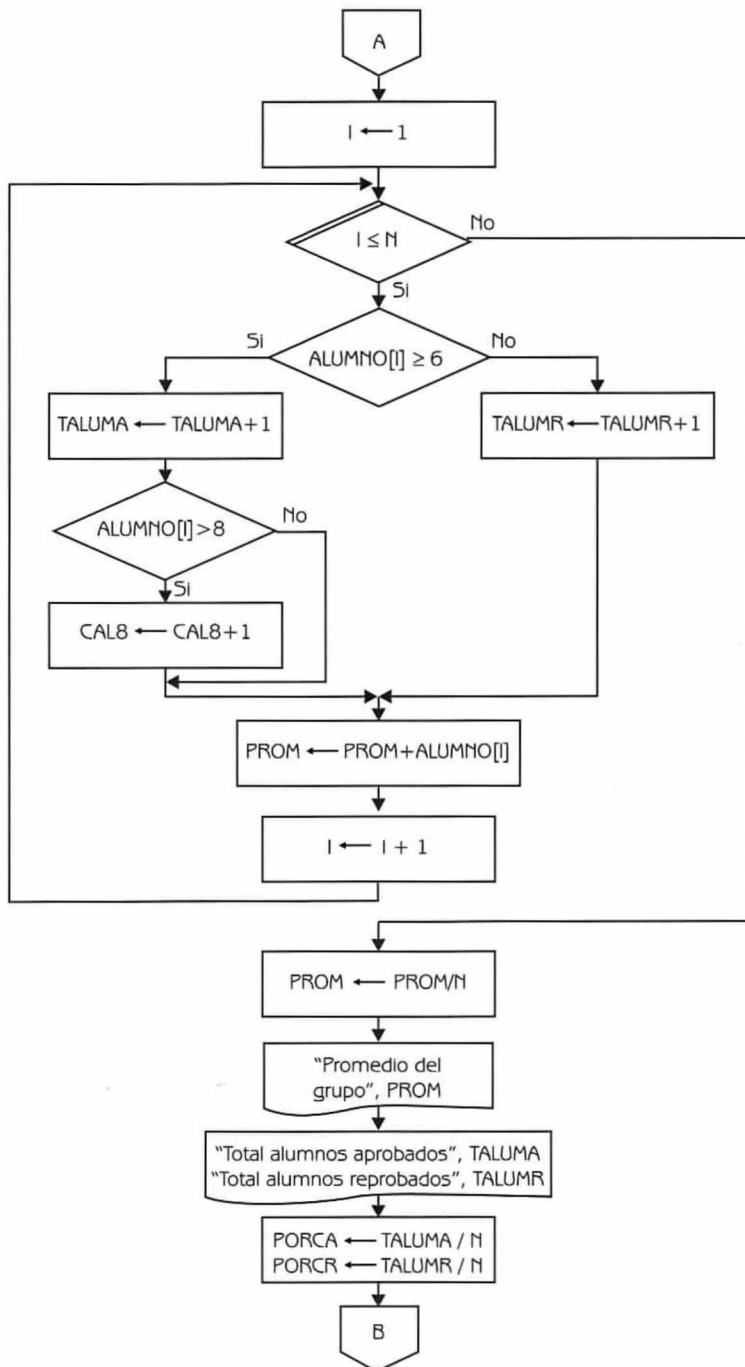 A
I ← 1
I ≤ N
No
Si
ALUMNO[I] ≥ 6
Si
No
TALUMA ← TALUMA+1
TALUMR ← TALUMR+1
ALUMNO[I]>8
No
Si
CAL8 ← CAL8+1
PROM ← PROM+ALUMNO[I]
I ← I + 1
PROM ← PROM/N
“Promedio del
grupo”, PROM
“Total alumnos aprobados”, TALUMA
“Total alumnos reprobados”, TALUMR
PORCA ← TALUMA / N
PORCR ← TALUMR / N
B